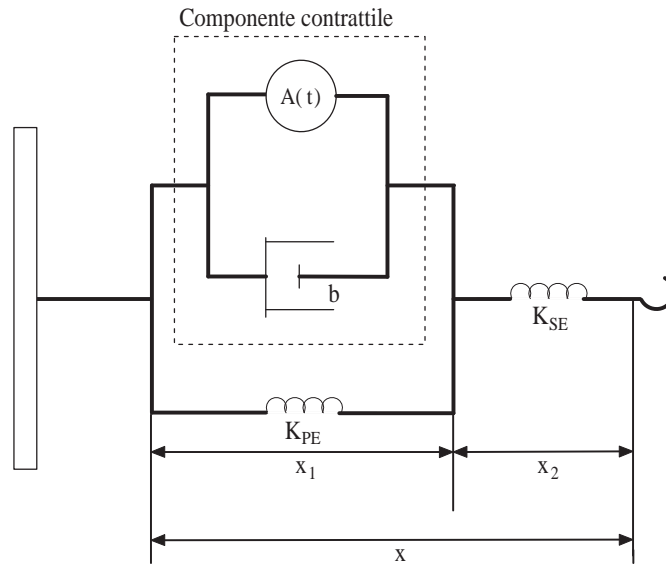 Componente contrattile
A( t )
b
K_SE
K_PE
x_1
x_2
x